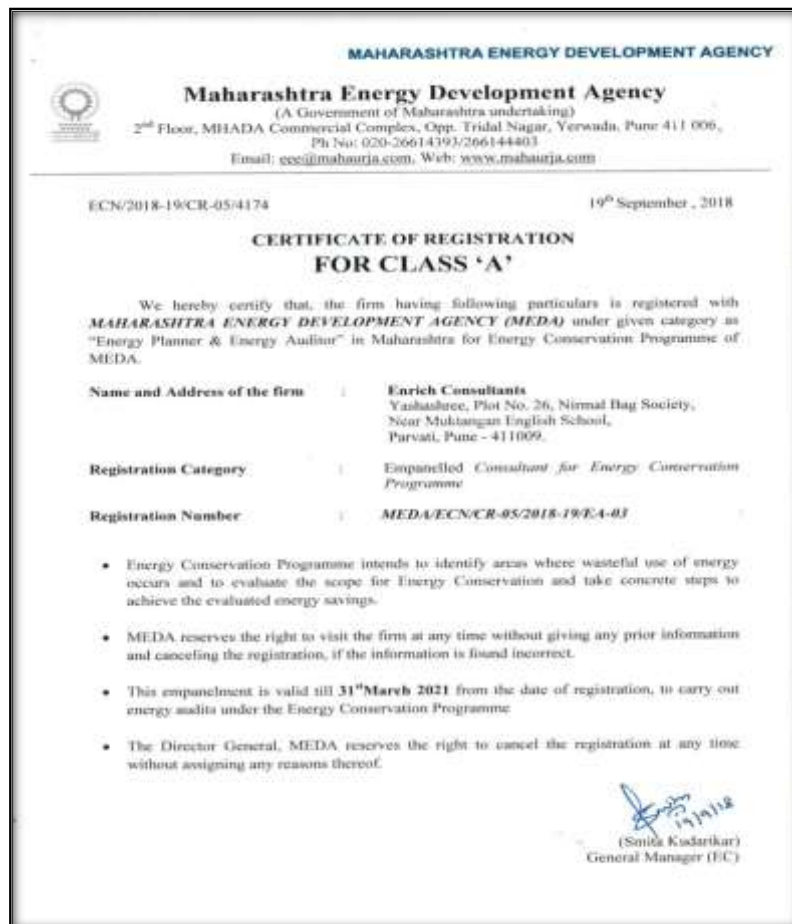 MAHARASHTRA ENERGY DEVELOPMENT AGENCY
Maharashtra Energy Development Agency
(A Government of Maharashtra undertaking)
2nd Floor, MHADA Commercial Complex, Opp. Tridal Nagar, Yerwada, Pune 411 006,
Ph No: 020-26614393/266144403
Email: eee@mahaurja.com, Web: www.mahaurja.com
ECN/2018-19/CR-05/4174 19th September , 2018
CERTIFICATE OF REGISTRATION
FOR CLASS ‘A’
We hereby certify that, the firm having following particulars is registered with
MAHARASHTRA ENERGY DEVELOPMENT AGENCY (MEDA) under given category as
“Energy Planner & Energy Auditor” in Maharashtra for Energy Conservation Programme of
MEDA.
Name and Address of the firm : Enrich Consultants
Yashashree, Plot No. 26, Nirmal Bag Society,
Near Muktangan English School,
Parvati, Pune - 411009.
Registration Category : Empanelled Consultant for Energy Conservation
Programme
Registration Number : MEDA/ECN/CR-05/2018-19/EA-03
• Energy Conservation Programme intends to identify areas where wasteful use of energy
occurs and to evaluate the scope for Energy Conservation and take concrete steps to
achieve the evaluated energy savings.
• MEDA reserves the right to visit the firm at any time without giving any prior information
and canceling the registration, if the information is found incorrect.
• This empanelment is valid till 31st March 2021 from the date of registration, to carry out
energy audits under the Energy Conservation Programme
• The Director General, MEDA reserves the right to cancel the registration at any time
without assigning any reasons thereof.
19/9/18
(Smita Kudarikar)
General Manager (EC)